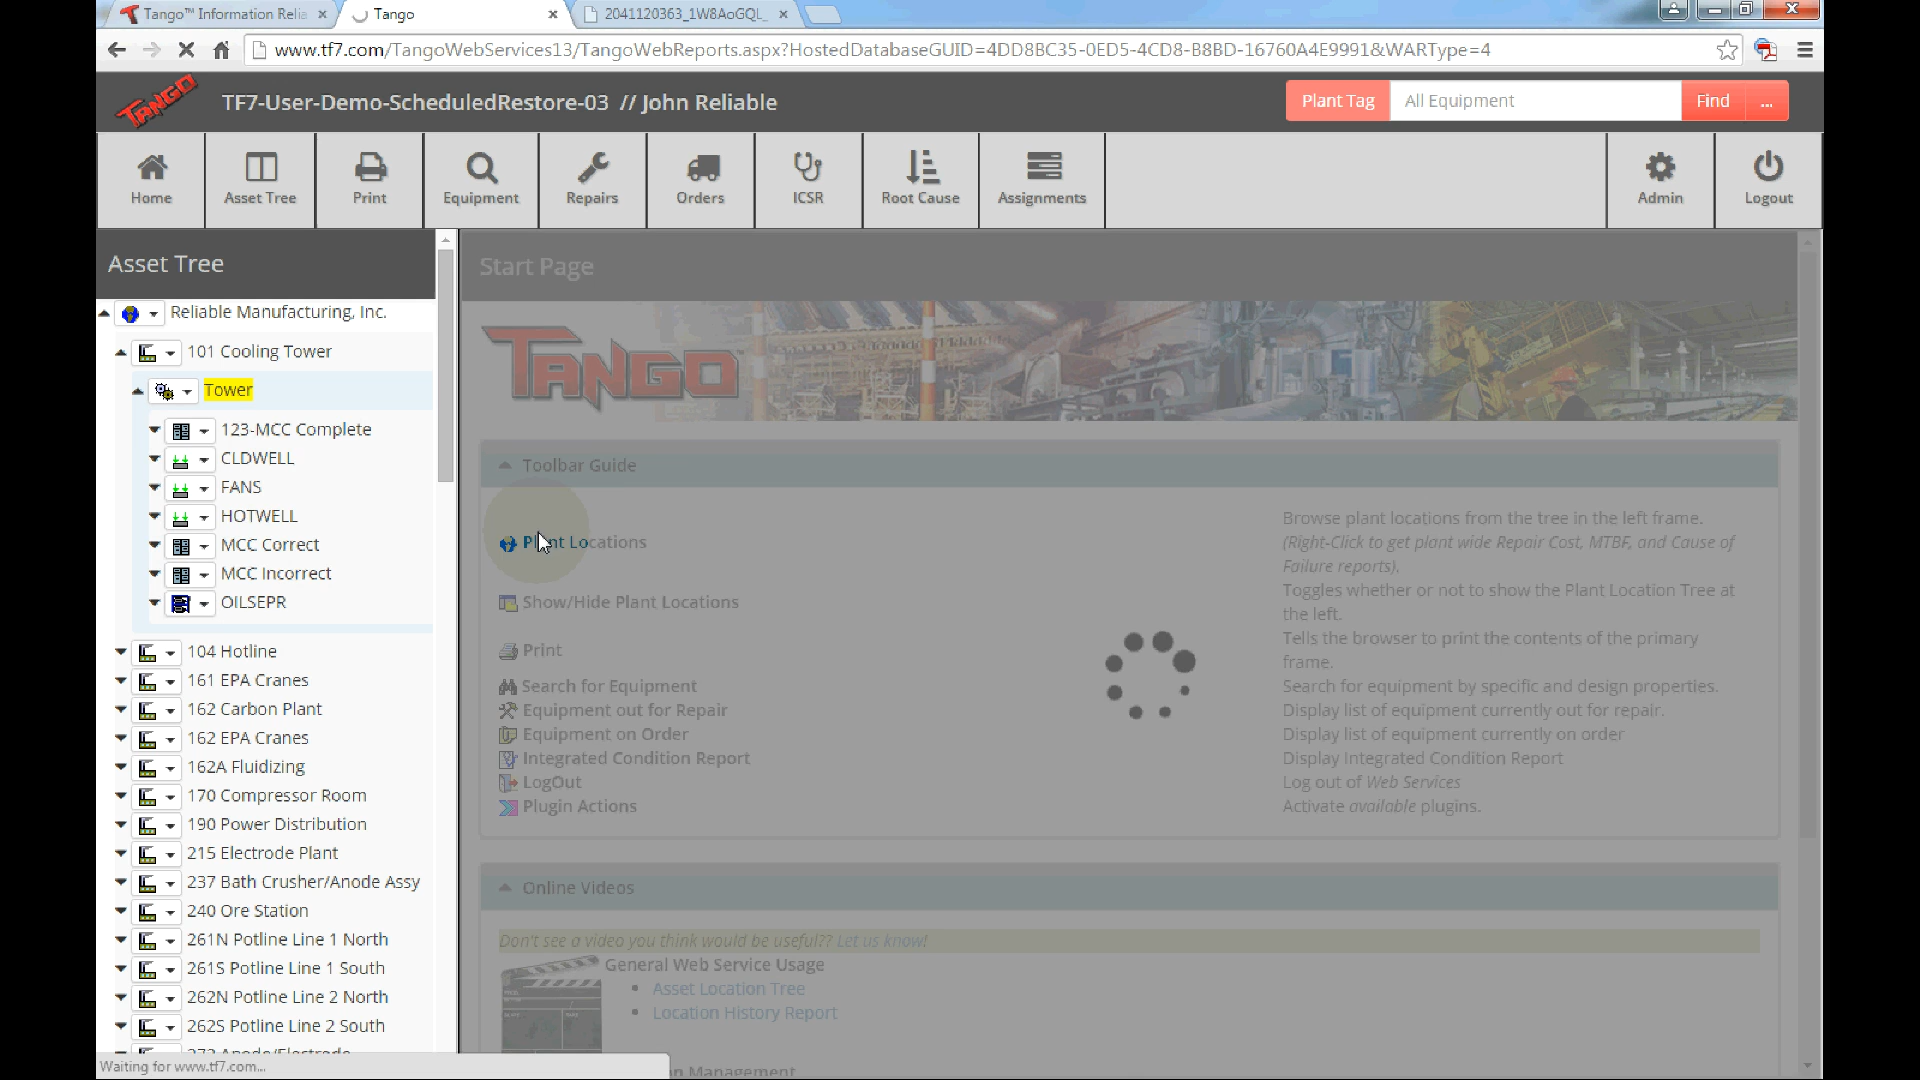 Tango™ Information Relia
Tango
2041120363_1W8AoGQL_
www.tf7.com/TangoWebServices13/TangoWebReports.aspx?HostedDatabaseGUID=4DD8BC35-0ED5-4CD8-B8BD-16760A4E9991&WARType=4
TANGO
TF7-User-Demo-ScheduledRestore-03 // John Reliable
Plant Tag
All Equipment
Find
...
Home
Asset Tree
Print
Equipment
Repairs
Orders
ICSR
Root Cause
Assignments
Admin
Logout
Asset Tree
Reliable Manufacturing, Inc.
101 Cooling Tower
Tower
123-MCC Complete
CLDWELL
FANS
HOTWELL
MCC Correct
MCC Incorrect
OILSEPR
104 Hotline
161 EPA Cranes
162 Carbon Plant
162 EPA Cranes
162A Fluidizing
170 Compressor Room
190 Power Distribution
215 Electrode Plant
237 Bath Crusher/Anode Assy
240 Ore Station
261N Potline Line 1 North
261S Potline Line 1 South
262N Potline Line 2 North
262S Potline Line 2 South
Waiting for www.tf7.com...
Start Page
TANGO
Toolbar Guide
Plant Locations
Browse plant locations from the tree in the left frame.
(Right-Click to get plant wide Repair Cost, MTBF, and Cause of
Failure reports).
Show/Hide Plant Locations
Toggles whether or not to show the Plant Location Tree at
the left.
Print
Tells the browser to print the contents of the primary
frame.
Search for Equipment
Search for equipment by specific and design properties.
Equipment out for Repair
Display list of equipment currently out for repair.
Equipment on Order
Display list of equipment currently on order
Integrated Condition Report
Display Integrated Condition Report
LogOut
Log out of Web Services
Plugin Actions
Activate available plugins.
Online Videos
Don't see a video you think would be useful?? Let us know!
General Web Service Usage
Asset Location Tree
Location History Report
Management